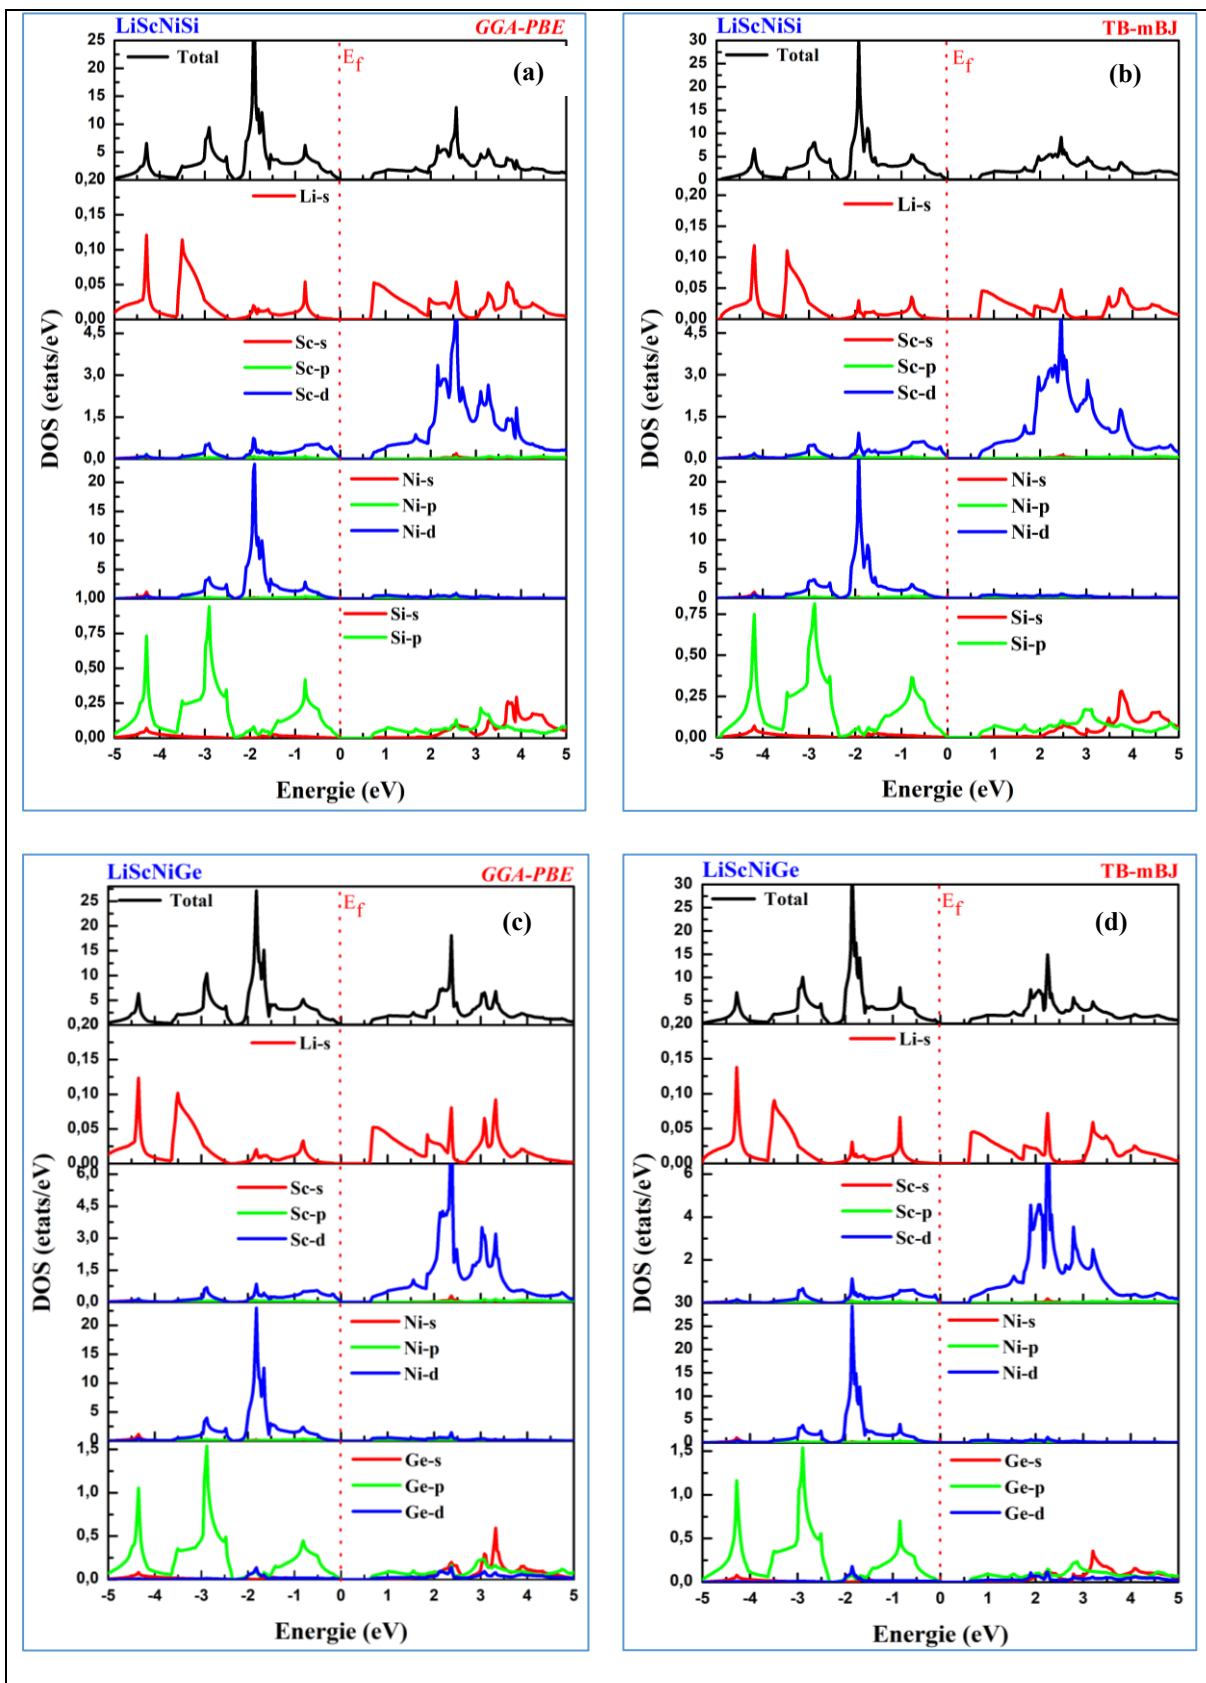 LiScNiSi GGA-PBE
25
20
15
10
5
0,20
Total
E_f
(a)
0,15
0,10
0,05
0,00
Li-s
4,5
3,0
1,5
0,0
Sc-s
Sc-p
Sc-d
20
15
10
5
0
1,00
Ni-s
Ni-p
Ni-d
0,75
0,50
0,25
0,00
Si-s
Si-p
-5 -4 -3 -2 -1 0 1 2 3 4 5
Energie (eV)
DOS (etats/eV)
LiScNiSi TB-mBJ
30
25
20
15
10
5
0
Total
E_f
(b)
0,20
0,15
0,10
0,05
0,00
Li-s
4,5
3,0
1,5
0,0
Sc-s
Sc-p
Sc-d
20
15
10
5
0
Ni-s
Ni-p
Ni-d
0,75
0,50
0,25
0,00
Si-s
Si-p
-5 -4 -3 -2 -1 0 1 2 3 4 5
Energie (eV)
DOS (etats/eV)
LiScNiGe GGA-PBE
25
20
15
10
5
0,20
Total
E_f
(c)
0,15
0,10
0,05
0,00
Li-s
6,0
4,5
3,0
1,5
0,0
Sc-s
Sc-p
Sc-d
20
15
10
5
0
Ni-s
Ni-p
Ni-d
1,5
1,0
0,5
0,0
Ge-s
Ge-p
Ge-d
-5 -4 -3 -2 -1 0 1 2 3 4 5
Energie (eV)
DOS (etats/eV)
LiScNiGe TB-mBJ
30
25
20
15
10
5
0,20
Total
E_f
(d)
0,15
0,10
0,05
0,00
Li-s
6
4
2
30
Sc-s
Sc-p
Sc-d
25
20
15
10
5
0
Ni-s
Ni-p
Ni-d
1,5
1,0
0,5
0,0
Ge-s
Ge-p
Ge-d
-5 -4 -3 -2 -1 0 1 2 3 4 5
Energie (eV)
DOS (etats/eV)